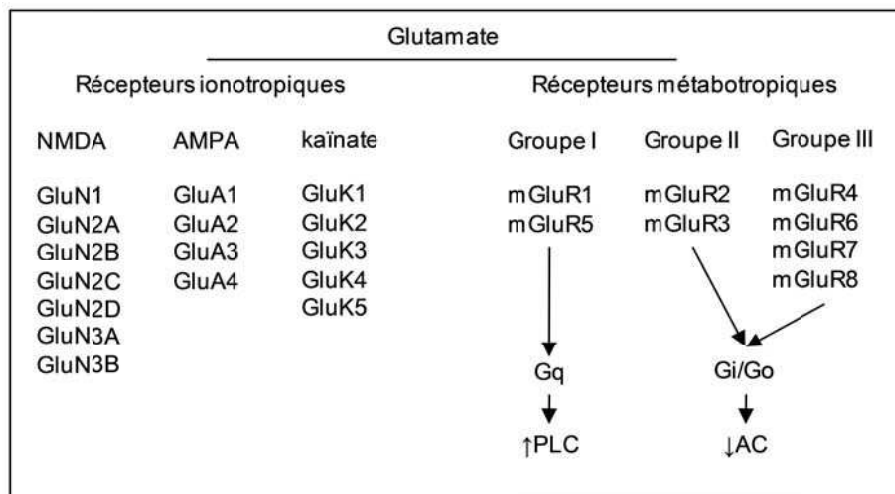 Glutamate
Récepteurs ionotropiques Récepteurs métabotropiques
NMDA AMPA kaïnate Groupe I Groupe II Groupe III
GluN1 GluA1 GluK1 mGluR1 mGluR2 mGluR4
GluN2A GluA2 GluK2 mGluR5 mGluR3 mGluR6
GluN2B GluA3 GluK3 mGluR7
GluN2C GluA4 GluK4 mGluR8
GluN2D GluK5
GluN3A
GluN3B
Gq Gi/Go
↑PLC ↓AC